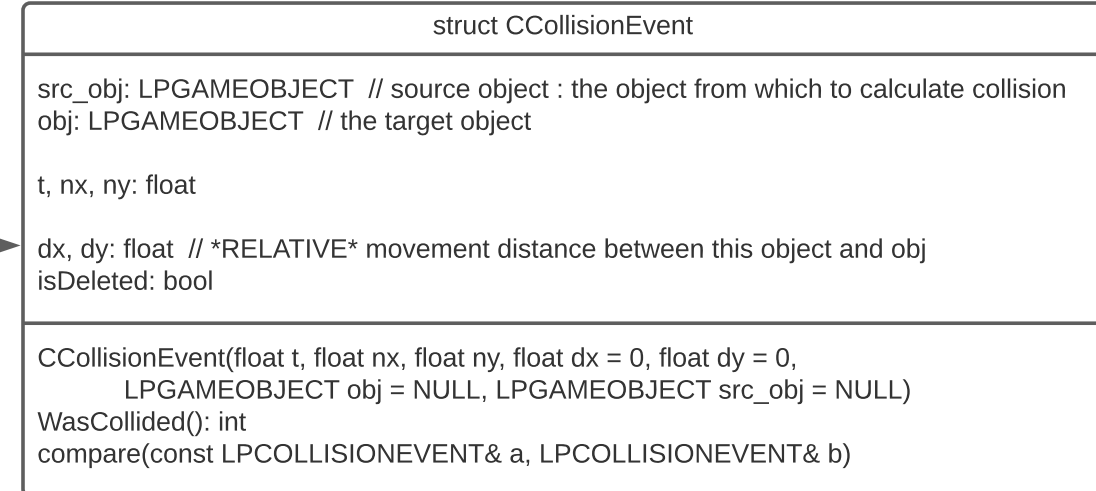 struct CCollisionEvent
src_obj: LPGAMEOBJECT // source object : the object from which to calculate collision
obj: LPGAMEOBJECT // the target object
t, nx, ny: float
dx, dy: float // *RELATIVE* movement distance between this object and obj
isDeleted: bool
CCollisionEvent(float t, float nx, float ny, float dx = 0, float dy = 0,
LPGAMEOBJECT obj = NULL, LPGAMEOBJECT src_obj = NULL)
WasCollided(): int
compare(const LPCOLLISIONEVENT& a, LPCOLLISIONEVENT& b)